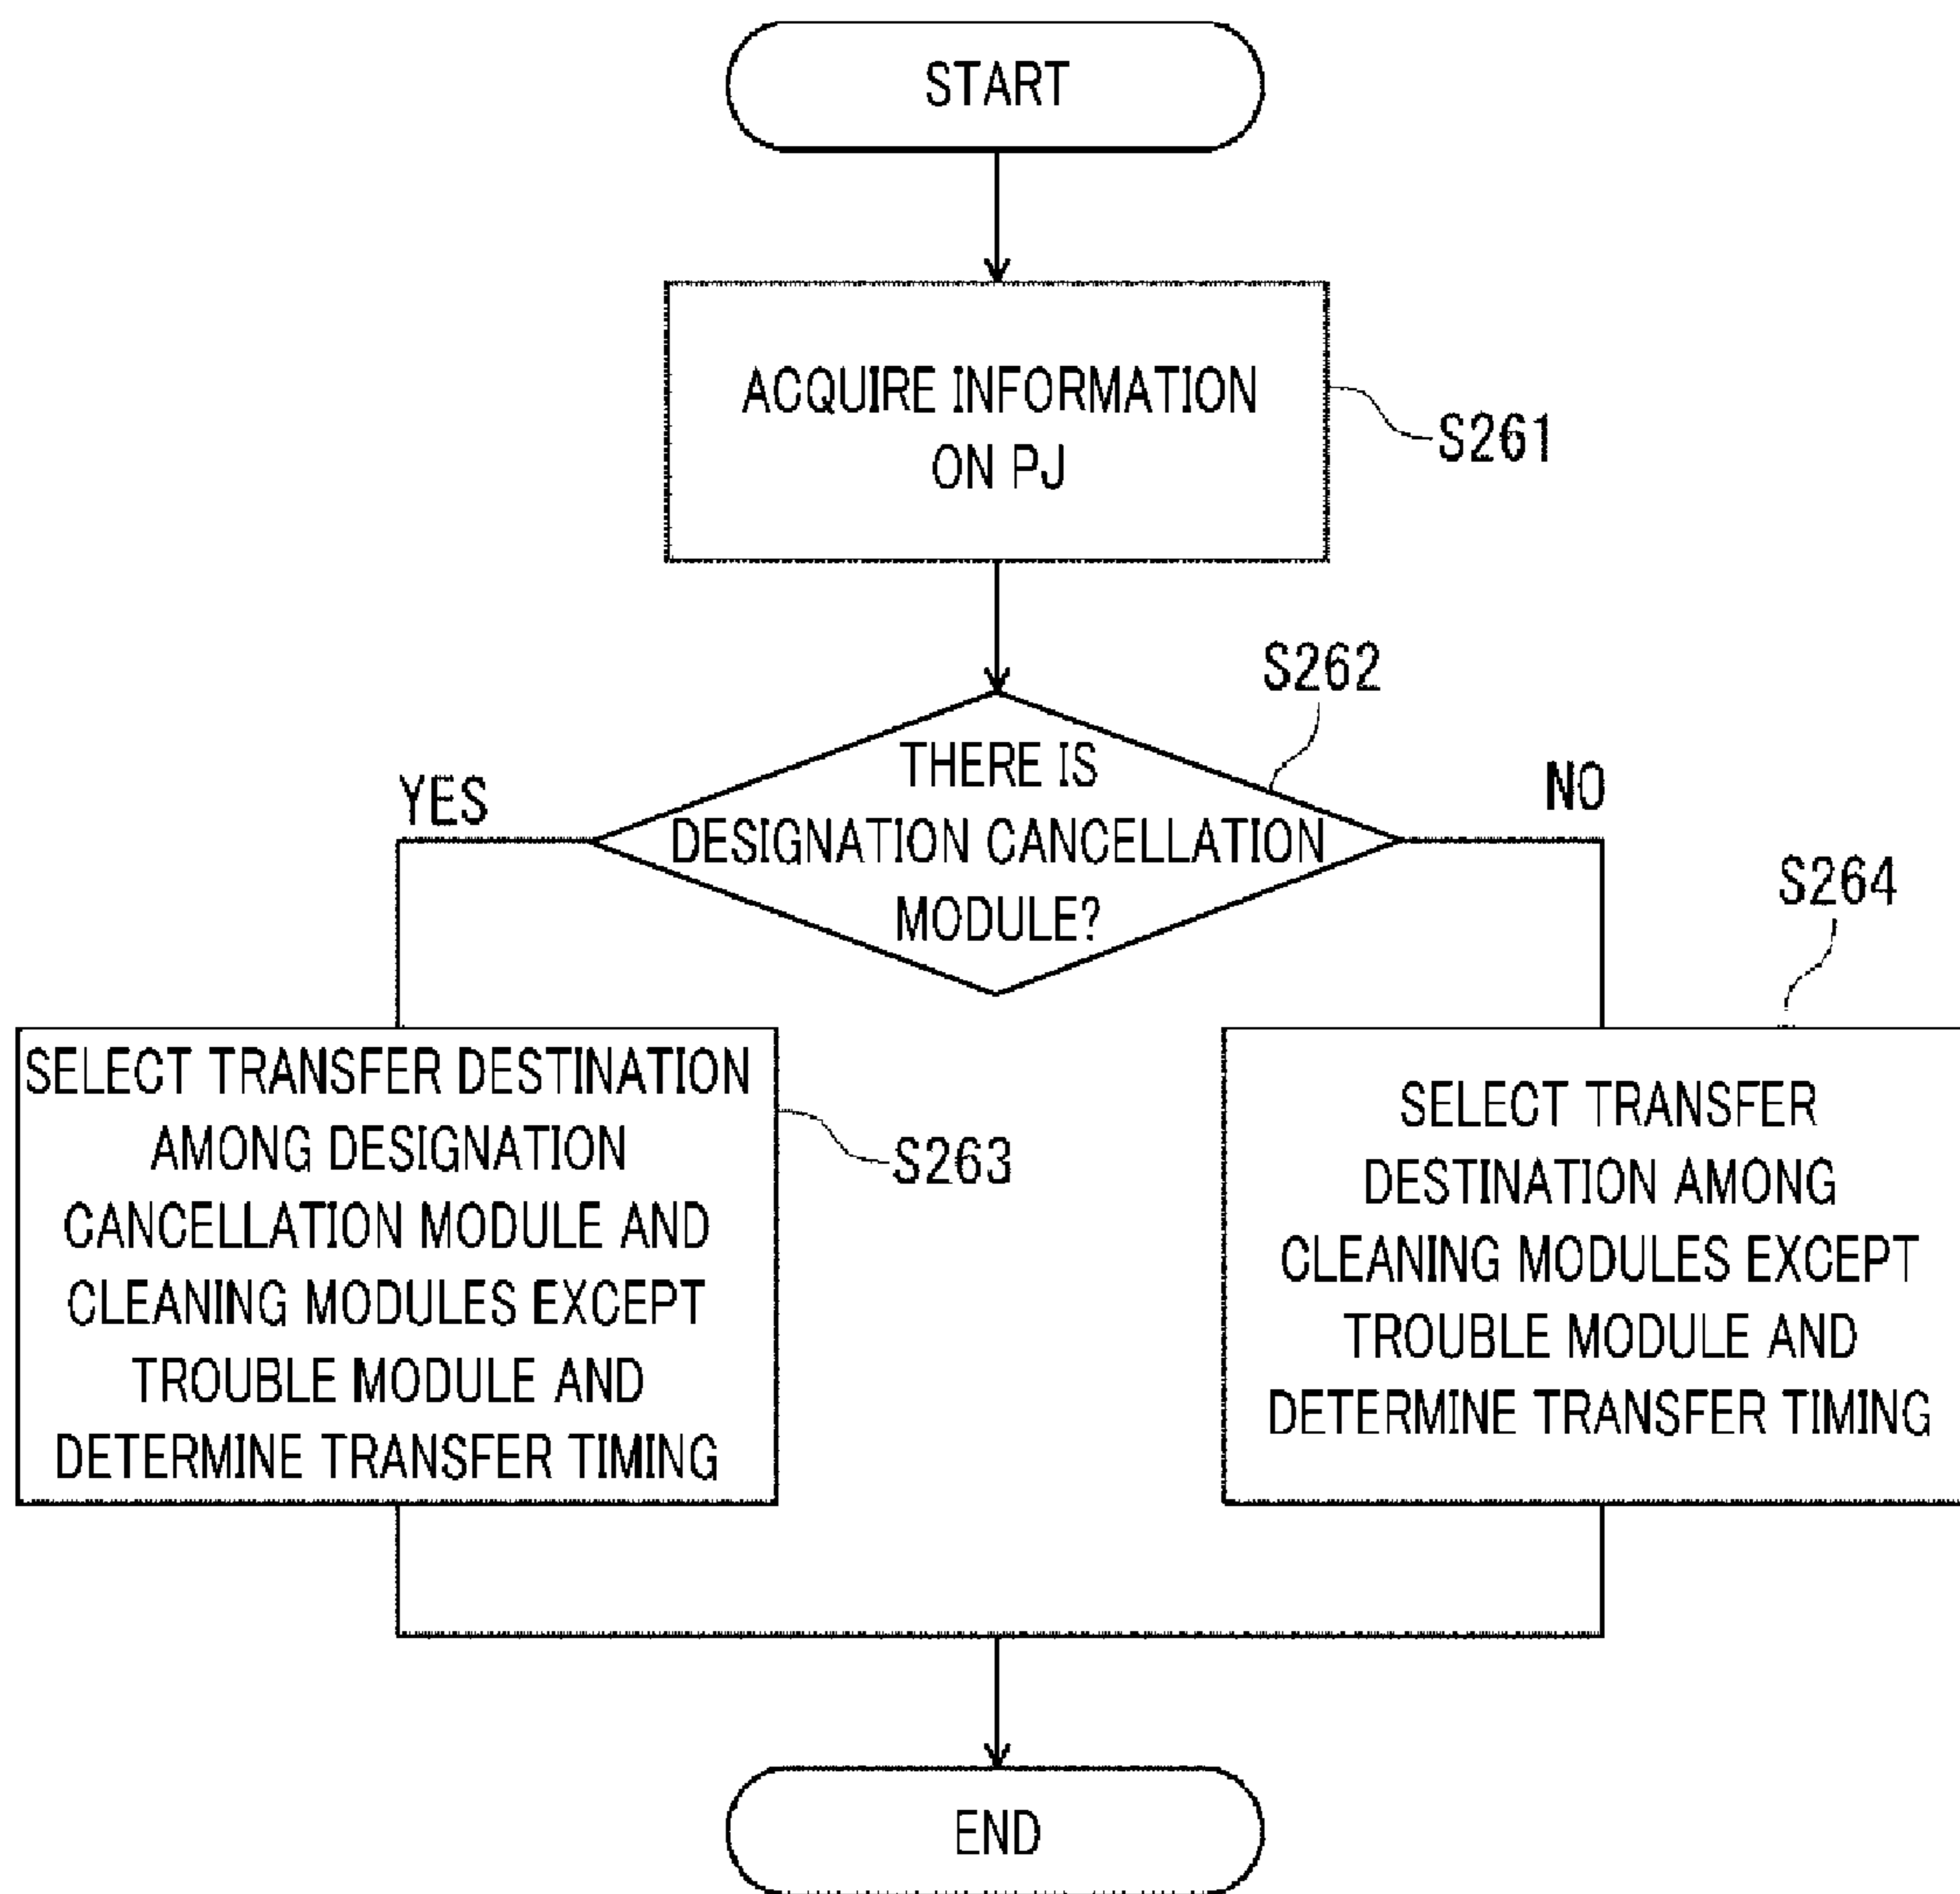 START
ACQUIRE INFORMATION
ON PJ
S261
S262
THERE IS
DESIGNATION CANCELLATION
MODULE?
YES
NO
SELECT TRANSFER DESTINATION
AMONG DESIGNATION
CANCELLATION MODULE AND
CLEANING MODULES EXCEPT
TROUBLE MODULE AND
DETERMINE TRANSFER TIMING
S263
S264
SELECT TRANSFER
DESTINATION AMONG
CLEANING MODULES EXCEPT
TROUBLE MODULE AND
DETERMINE TRANSFER TIMING
END